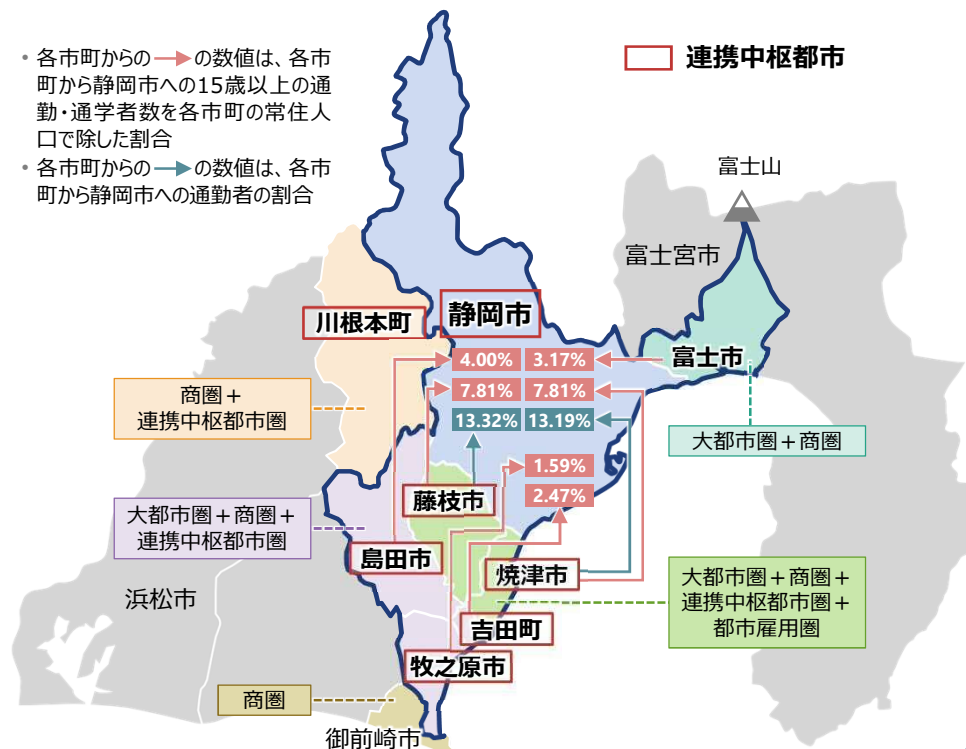 • 各市町からの の数値は、各市
町から静岡市への15歳以上の通
勤・通学者数を各市町の常住人
口で除した割合
• 各市町からの の数値は、各市
町から静岡市への通勤者の割合
連携中枢都市
富士山
富士宮市
川根本町
静岡市
富士市
4.00%
3.17%
7.81%
7.81%
13.32%
13.19%
1.59%
2.47%
商圏＋
連携中枢都市圏
大都市圏＋商圏
藤枝市
大都市圏＋商圏＋
連携中枢都市圏
島田市
焼津市
大都市圏＋商圏＋
連携中枢都市圏＋
都市雇用圏
浜松市
吉田町
牧之原市
商圏
御前崎市